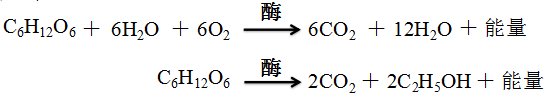 C₆H₁₂O₆ + 6H₂O + 6O₂ 酶⟶ 6CO₂ + 12H₂O + 能量
C₆H₁₂O₆ 酶⟶ 2CO₂ + 2C₂H₅OH + 能量